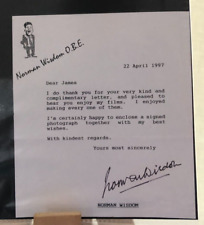 Norman Wisdom O.B.E.
22 April 1997
Dear James
I do thank you for your very kind and
complimentary letter, and pleased to
hear you enjoy my films. I enjoyed
making every one of them.
I'm certainly happy to enclose a signed
photograph together with my best
wishes.
With kindest regards.
Yours most sincerely
Norman Wisdom
NORMAN WISDOM